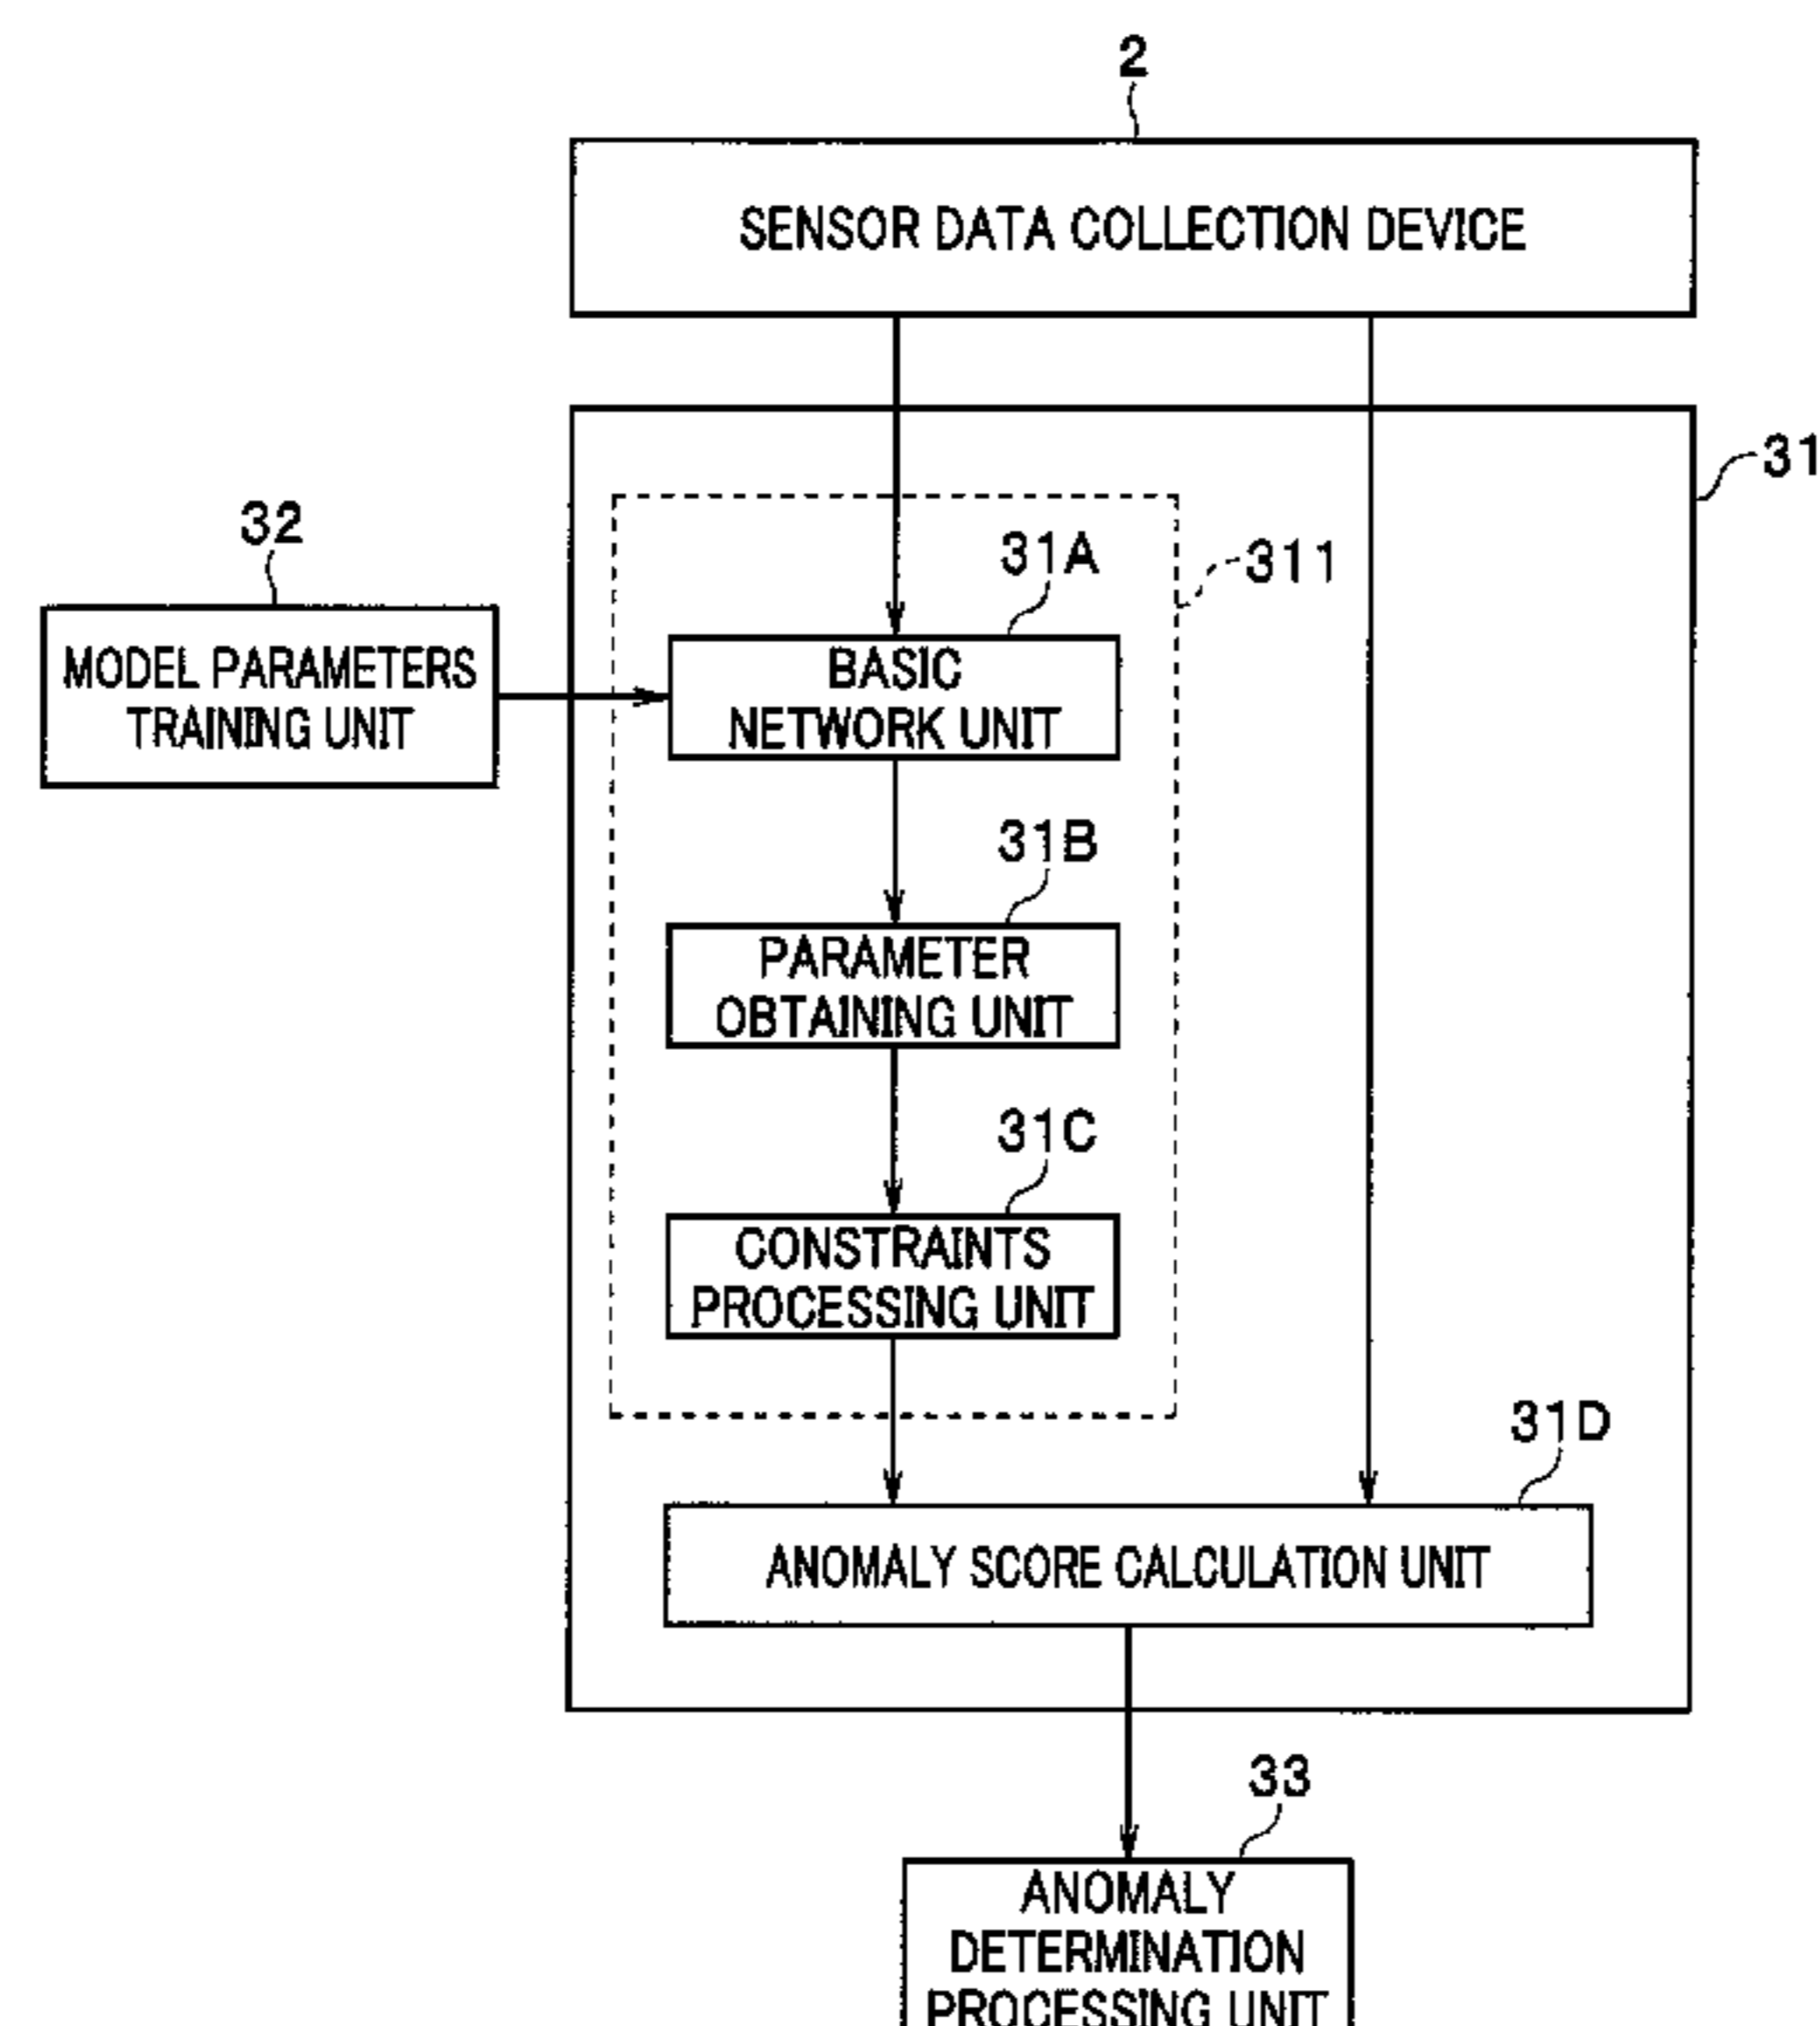 2
SENSOR DATA COLLECTION DEVICE
31
32
31A
311
MODEL PARAMETERS
TRAINING UNIT
BASIC
NETWORK UNIT
31B
PARAMETER
OBTAINING UNIT
31C
CONSTRAINTS
PROCESSING UNIT
31D
ANOMALY SCORE CALCULATION UNIT
33
ANOMALY
DETERMINATION
PROCESSING UNIT